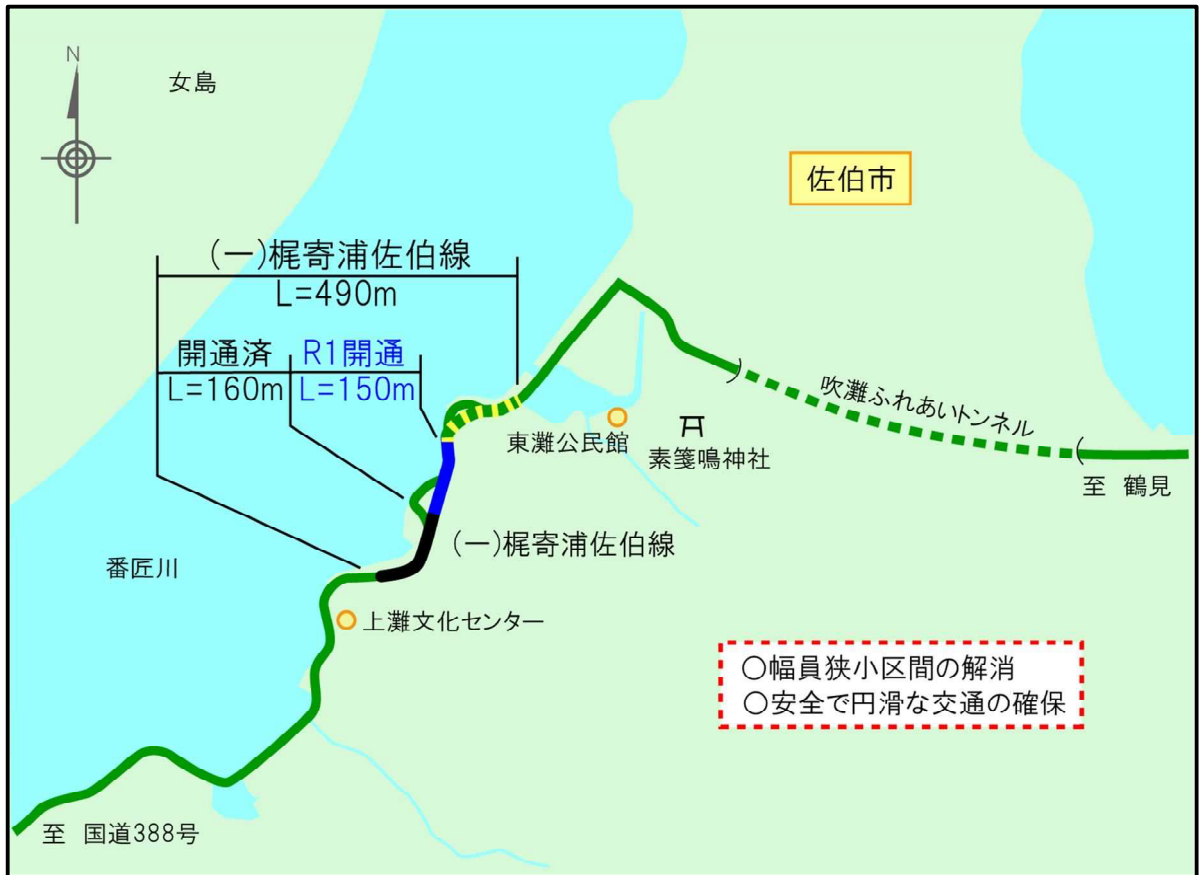 N
女島
佐伯市
(一)梶寄浦佐伯線
L=490m
開通済
R1開通
L=160m
L=150m
吹灘ふれあいトンネル
東灘公民館
素箋鳴神社
至 鶴見
(一)梶寄浦佐伯線
番匠川
上灘文化センター
○幅員狭小区間の解消
○安全で円滑な交通の確保
至 国道388号